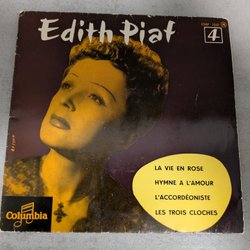 Edith Piaf
4
LA VIE EN ROSE
HYMNE A L'AMOUR
L'ACCORDÉONISTE
LES TROIS CLOCHES
Columbia